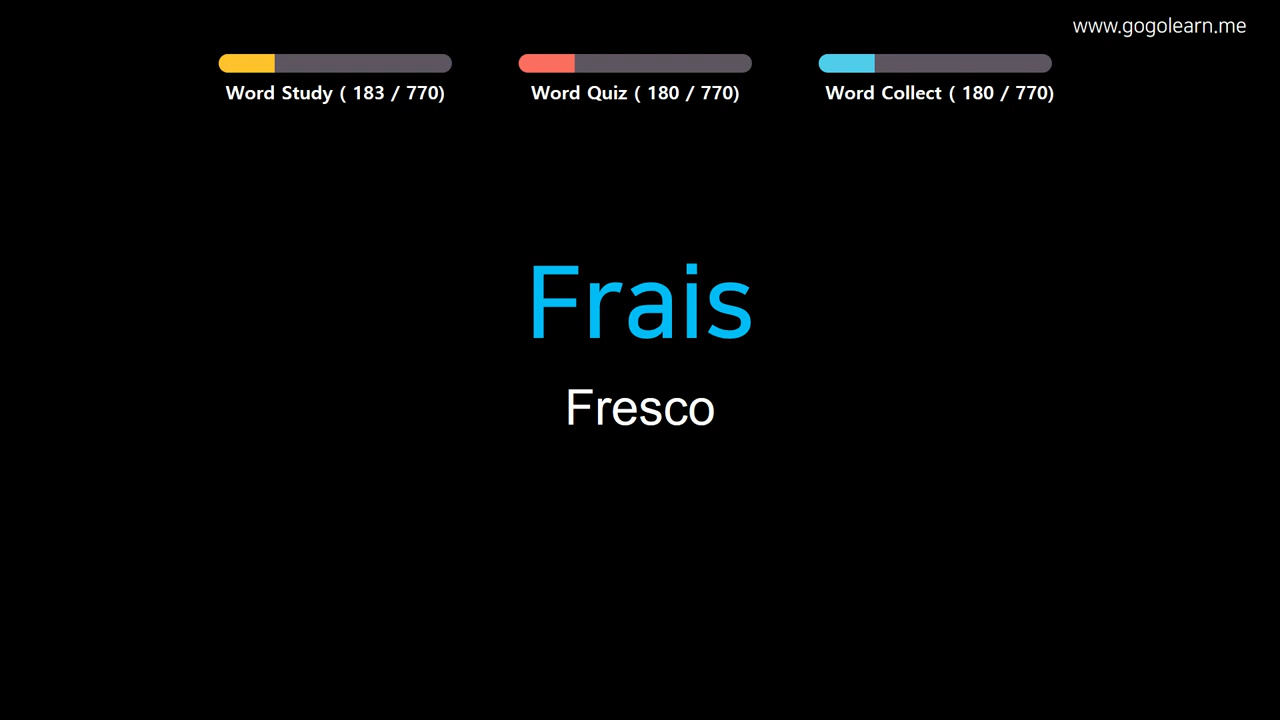 www.gogolearn.me
Word Study ( 183 / 770)
Word Quiz ( 180 / 770)
Word Collect ( 180 / 770)
Frais
Fresco